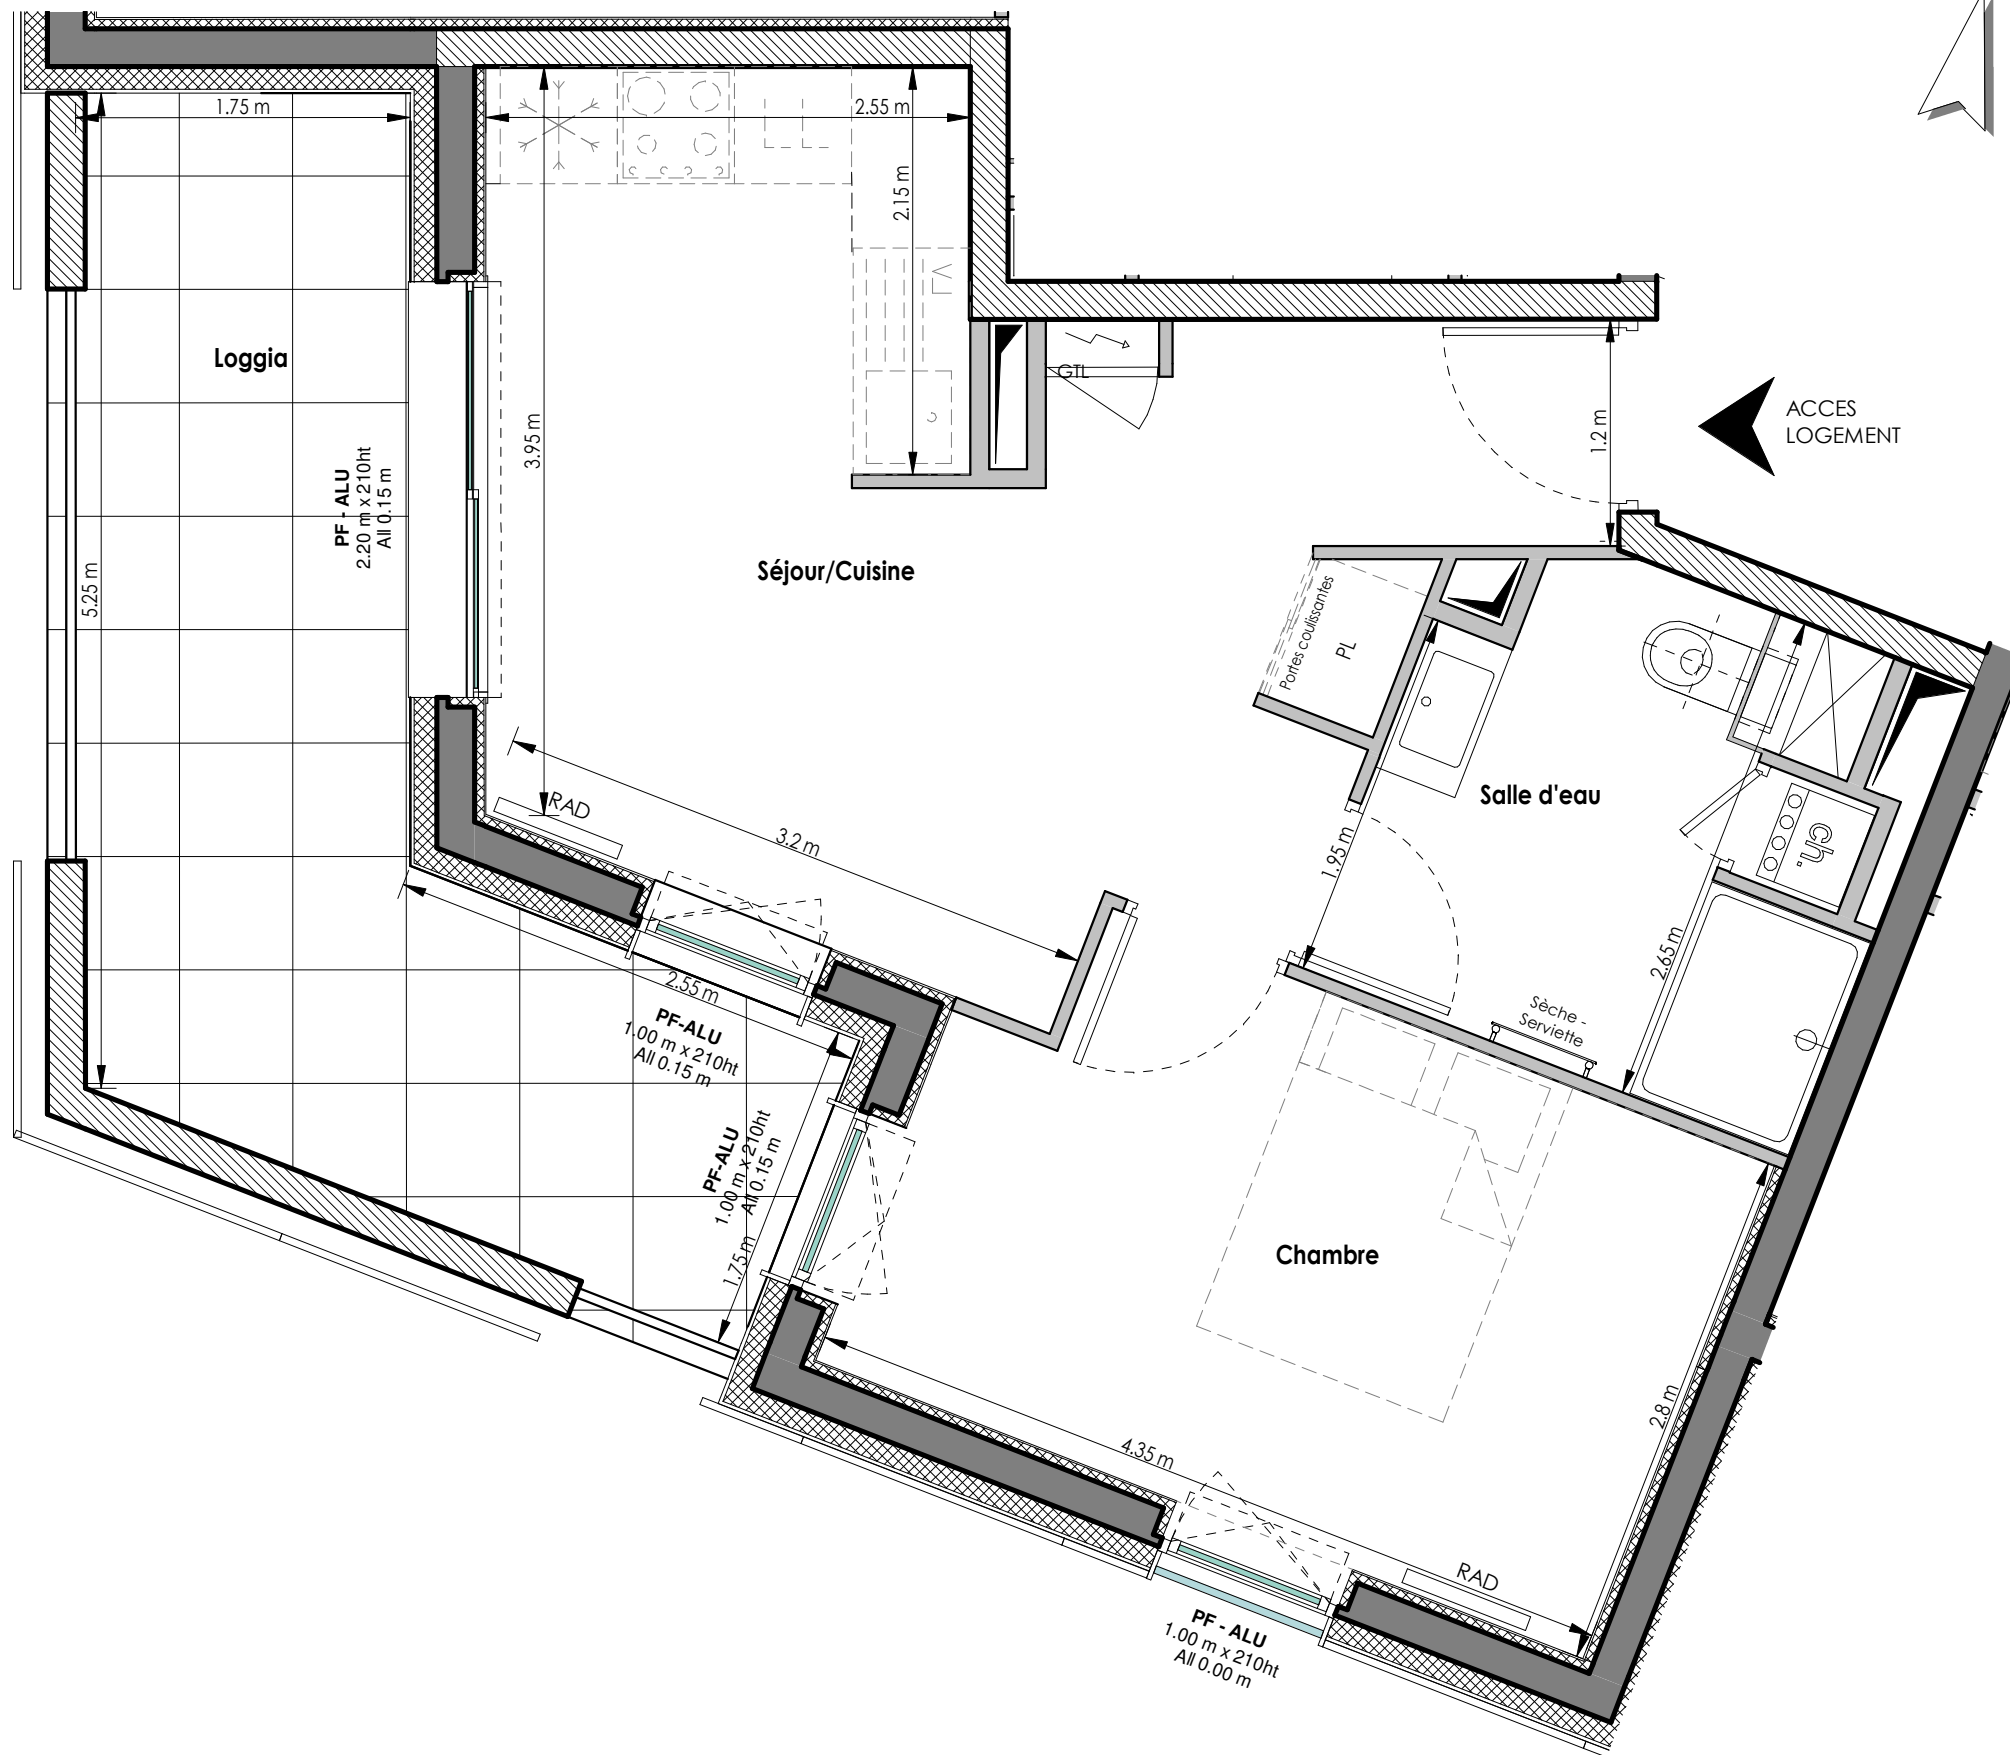 1.75 m
2.55 m
2.15 m
LV
Loggia
GTL
1.2 m
ACCES
LOGEMENT
3.95 m
PF - ALU
2.20 m x 210ht
All 0.15 m
5.25 m
Séjour/Cuisine
Portes coulissantes
PL
Salle d'eau
RAD
3.2 m
1.95 m
Ch.
2.65 m
2.55 m
PF-ALU
1.00 m x 210ht
All 0.15 m
Sèche -
Serviette
PF-ALU
1.00 m x 210ht
All 0.15 m
1.75 m
Chambre
2.8 m
4.35 m
RAD
PF - ALU
1.00 m x 210ht
All 0.00 m